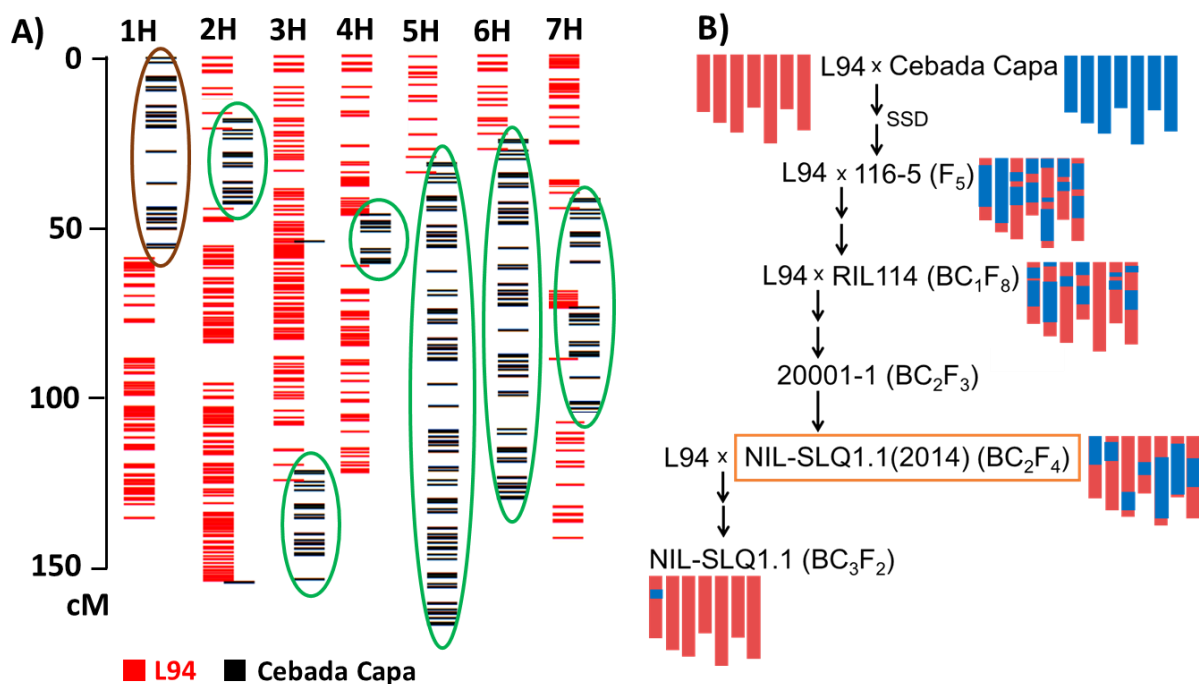 A)
1H 2H 3H 4H 5H 6H 7H
0
50
100
150
cM
L94 Cebada Capa
B)
L94 x Cebada Capa
SSD
L94 x 116-5 (F5)
L94 x RIL114 (BC1F8)
20001-1 (BC2F3)
L94 x NIL-SLQ1.1(2014) (BC2F4)
NIL-SLQ1.1 (BC3F2)